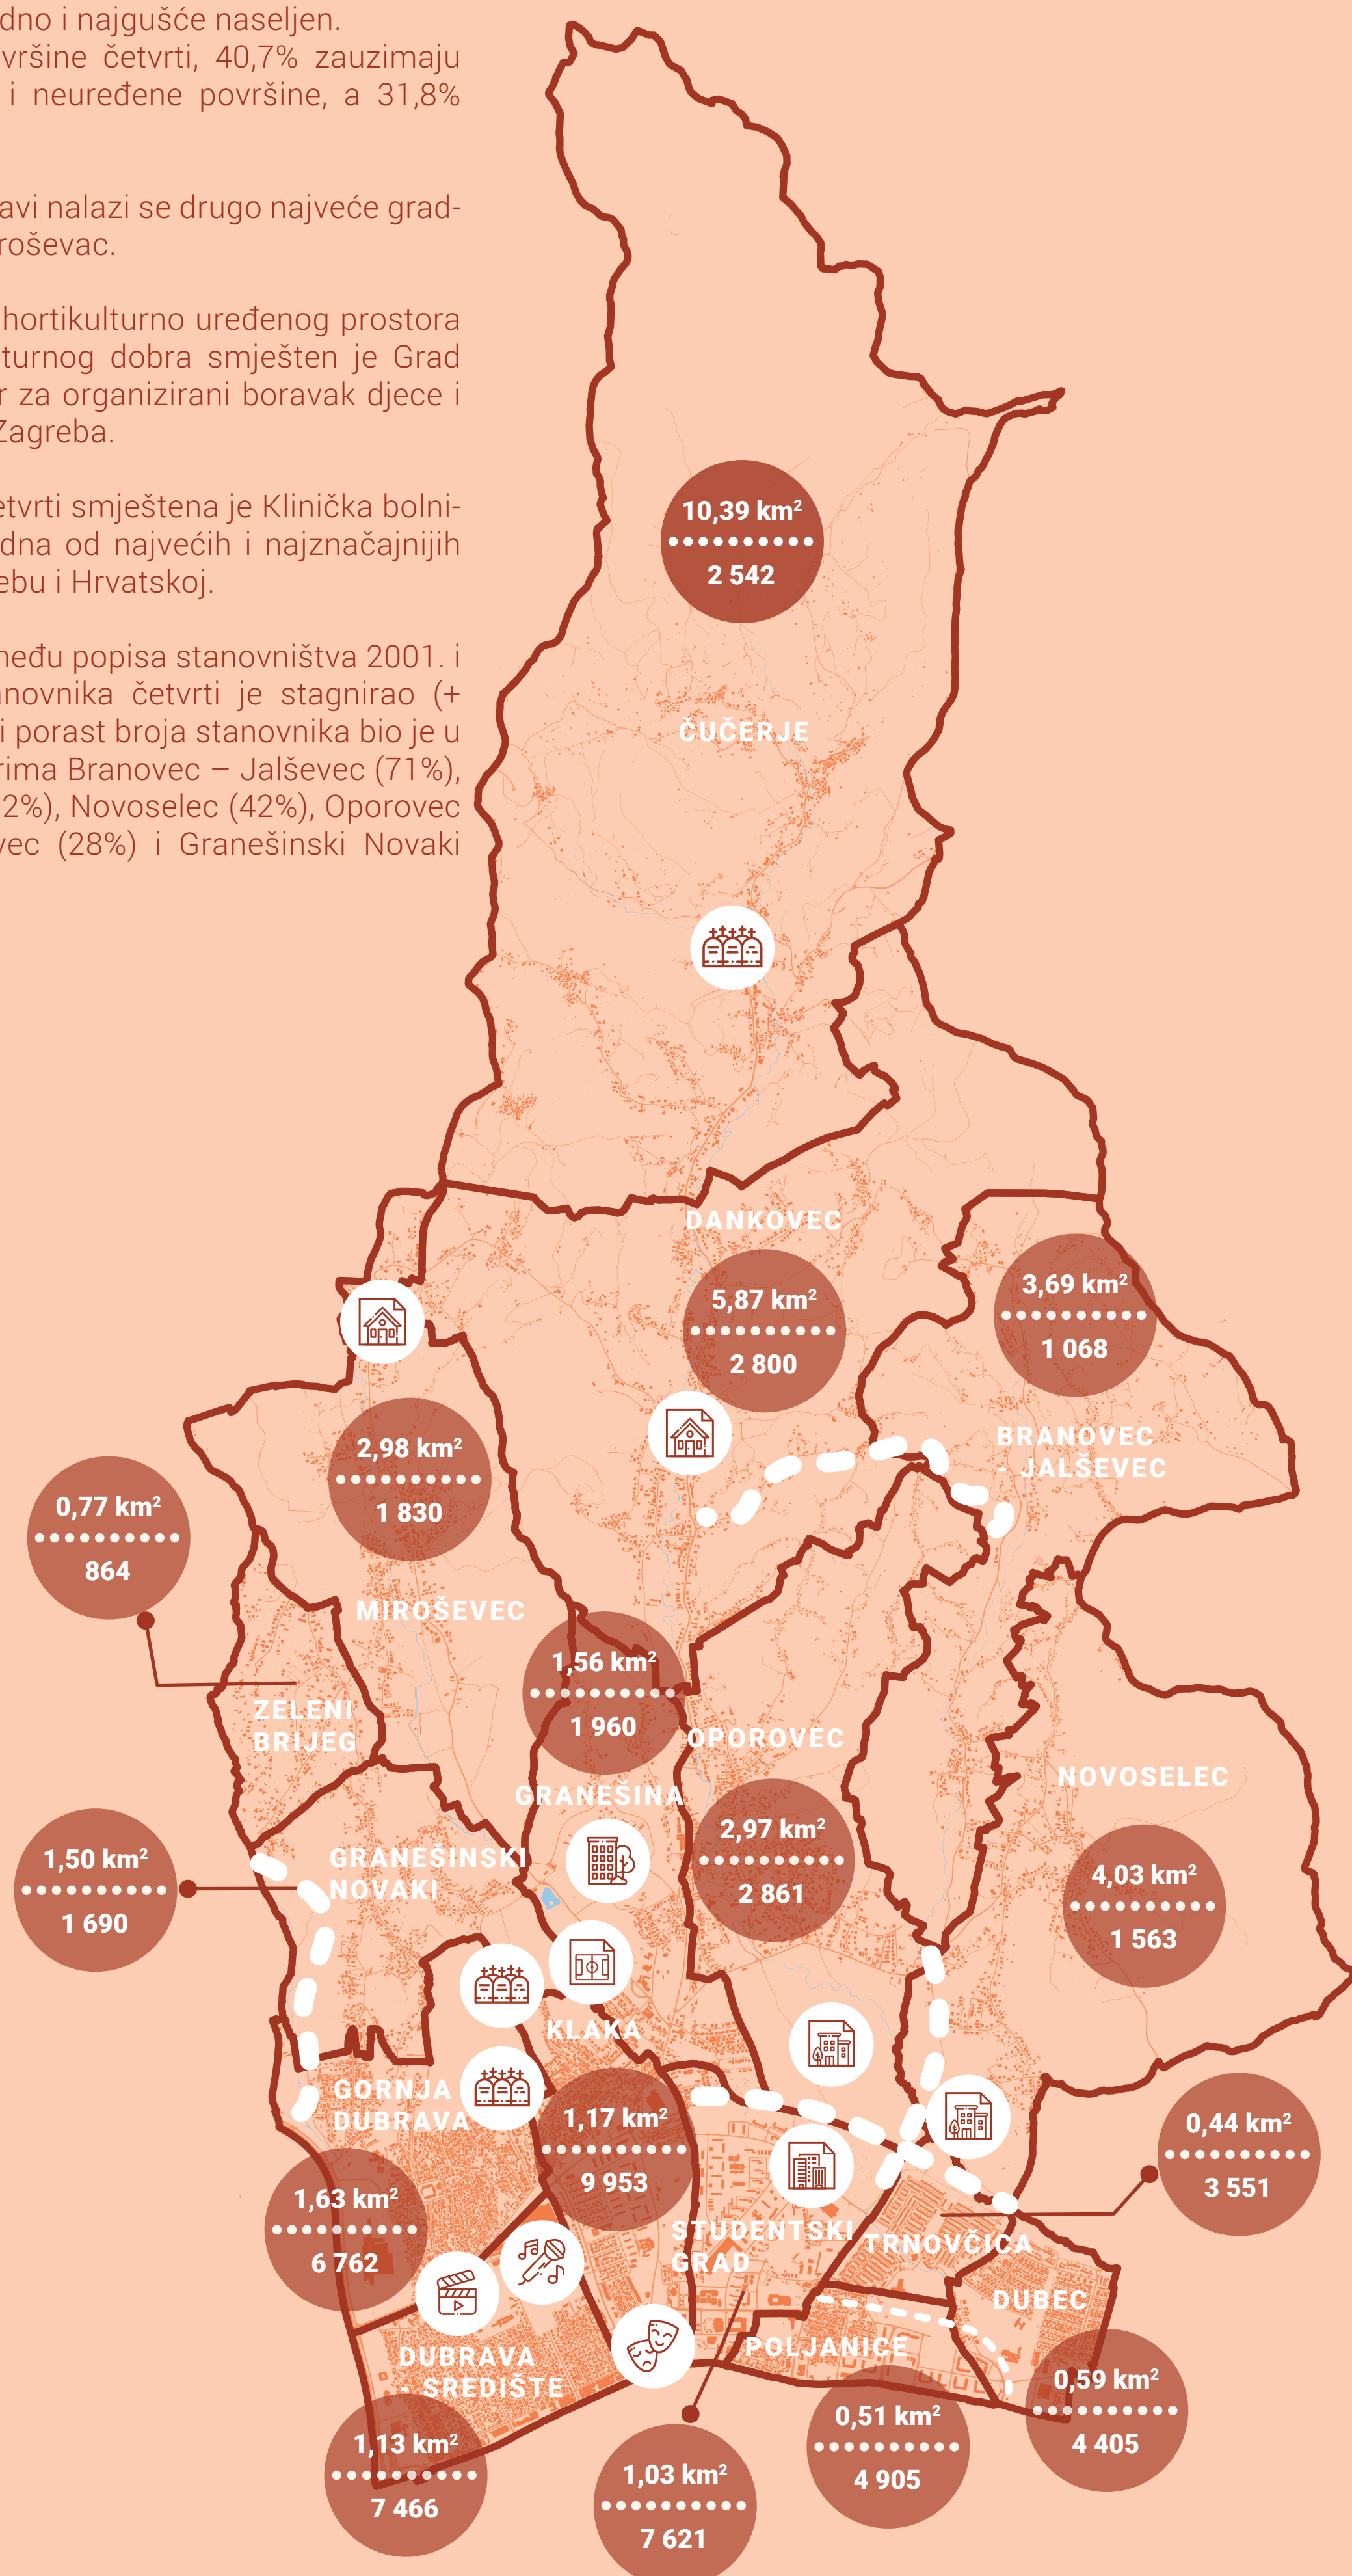 dno i najgušće naseljen.
vršine četvrti, 40,7% zauzimaju
i neuređene površine, a 31,8%
avi nalazi se drugo najveće grad-
roševac.
hortikulturno uređenog prostora
turnog dobra smješten je Grad
r za organizirani boravak djece i
Zagreba.
etvrti smještena je Klinička bolni-
dna od najvećih i najznačajnijih
ebu i Hrvatskoj.
među popisa stanovništva 2001. i
anovnika četvrti je stagnirao (+
i porast broja stanovnika bio je u
rima Branovec – Jalševec (71%),
2%), Novoselec (42%), Oporovec
vec (28%) i Granešinski Novaki
10,39 km²
2 542
ČUČERJE
DANKOVEC
5,87 km²
2 800
3,69 km²
1 068
BRANOVEC
- JALŠEVEC
2,98 km²
1 830
MIROŠEVEC
0,77 km²
864
ZELENI
BRIJEG
1,56 km²
1 960
GRANEŠINA
OPOROVEC
2,97 km²
2 861
NOVOSELEC
4,03 km²
1 563
1,50 km²
1 690
GRANEŠINSKI
NOVAKI
KLAKA
1,17 km²
9 953
GORNJA
DUBRAVA
1,63 km²
6 762
0,44 km²
3 551
STUDENTSKI
GRAD
TRNOVČICA
DUBEC
0,59 km²
4 405
POLJANICE
0,51 km²
4 905
DUBRAVA
- SREDIŠTE
1,13 km²
7 466
1,03 km²
7 621